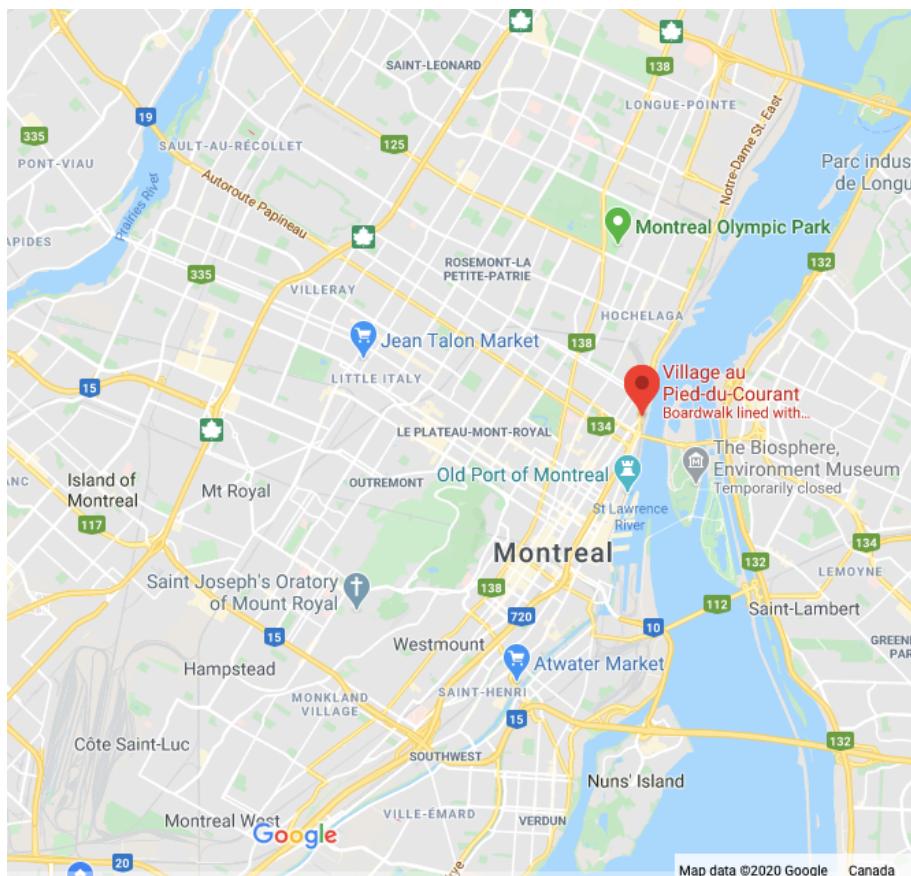 SAINT-LEONARD
138
LONGUE-POINTE
19
335
SAULT-AU-RÉCOLLET
125
Notre-Dame St. East
PONT-VIAU
Parc indus
de Longu
Autoroute Papineau
Prairies River
Montreal Olympic Park
APIDES
ROSEMONT-LA
PETITE-PATRIE
132
335
VILLERAY
HOCHELAGA
Jean Talon Market
138
Village au
Pied-du-Courant
Boardwalk lined with...
15
LITTLE ITALY
134
LE PLATEAU-MONT-ROYAL
The Biosphere,
Environment Museum
Temporarily closed
Old Port of Montreal
ANC
Island of
Montreal
Mt Royal
OUTREMONT
St Lawrence
River
117
Montreal
134
132
LEMOYNE
Saint Joseph's Oratory
of Mount Royal
138
112
Saint-Lambert
720
15
10
Westmount
GREENF
PAR
Hampstead
Atwater Market
SAINT-HENRI
MONKLAND
VILLAGE
15
Côte Saint-Luc
132
SOUTHWEST
Nuns' Island
Montreal West
VILLE-ÉMARD
VERDUN
Google
20
Map data ©2020 Google
Canada